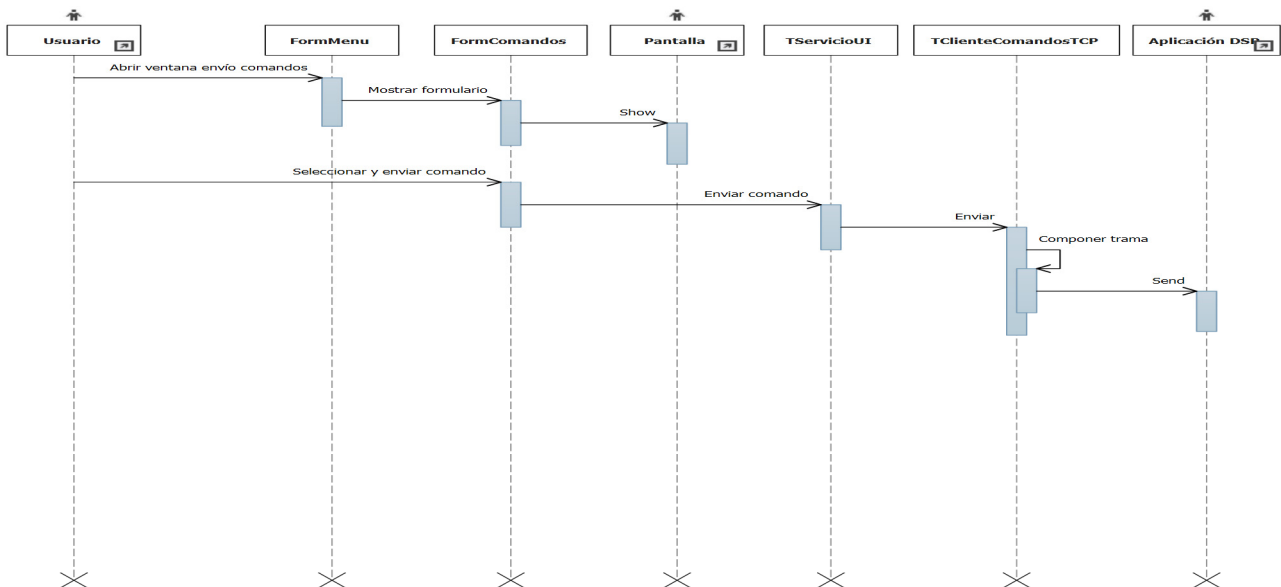 Usuario
FormMenu
FormComandos
Pantalla
TServicioUI
TClienteComandosTCP
Aplicación DSP
Abrir ventana envío comandos
Mostrar formulario
Show
Seleccionar y enviar comando
Enviar comando
Enviar
Componer trama
Send